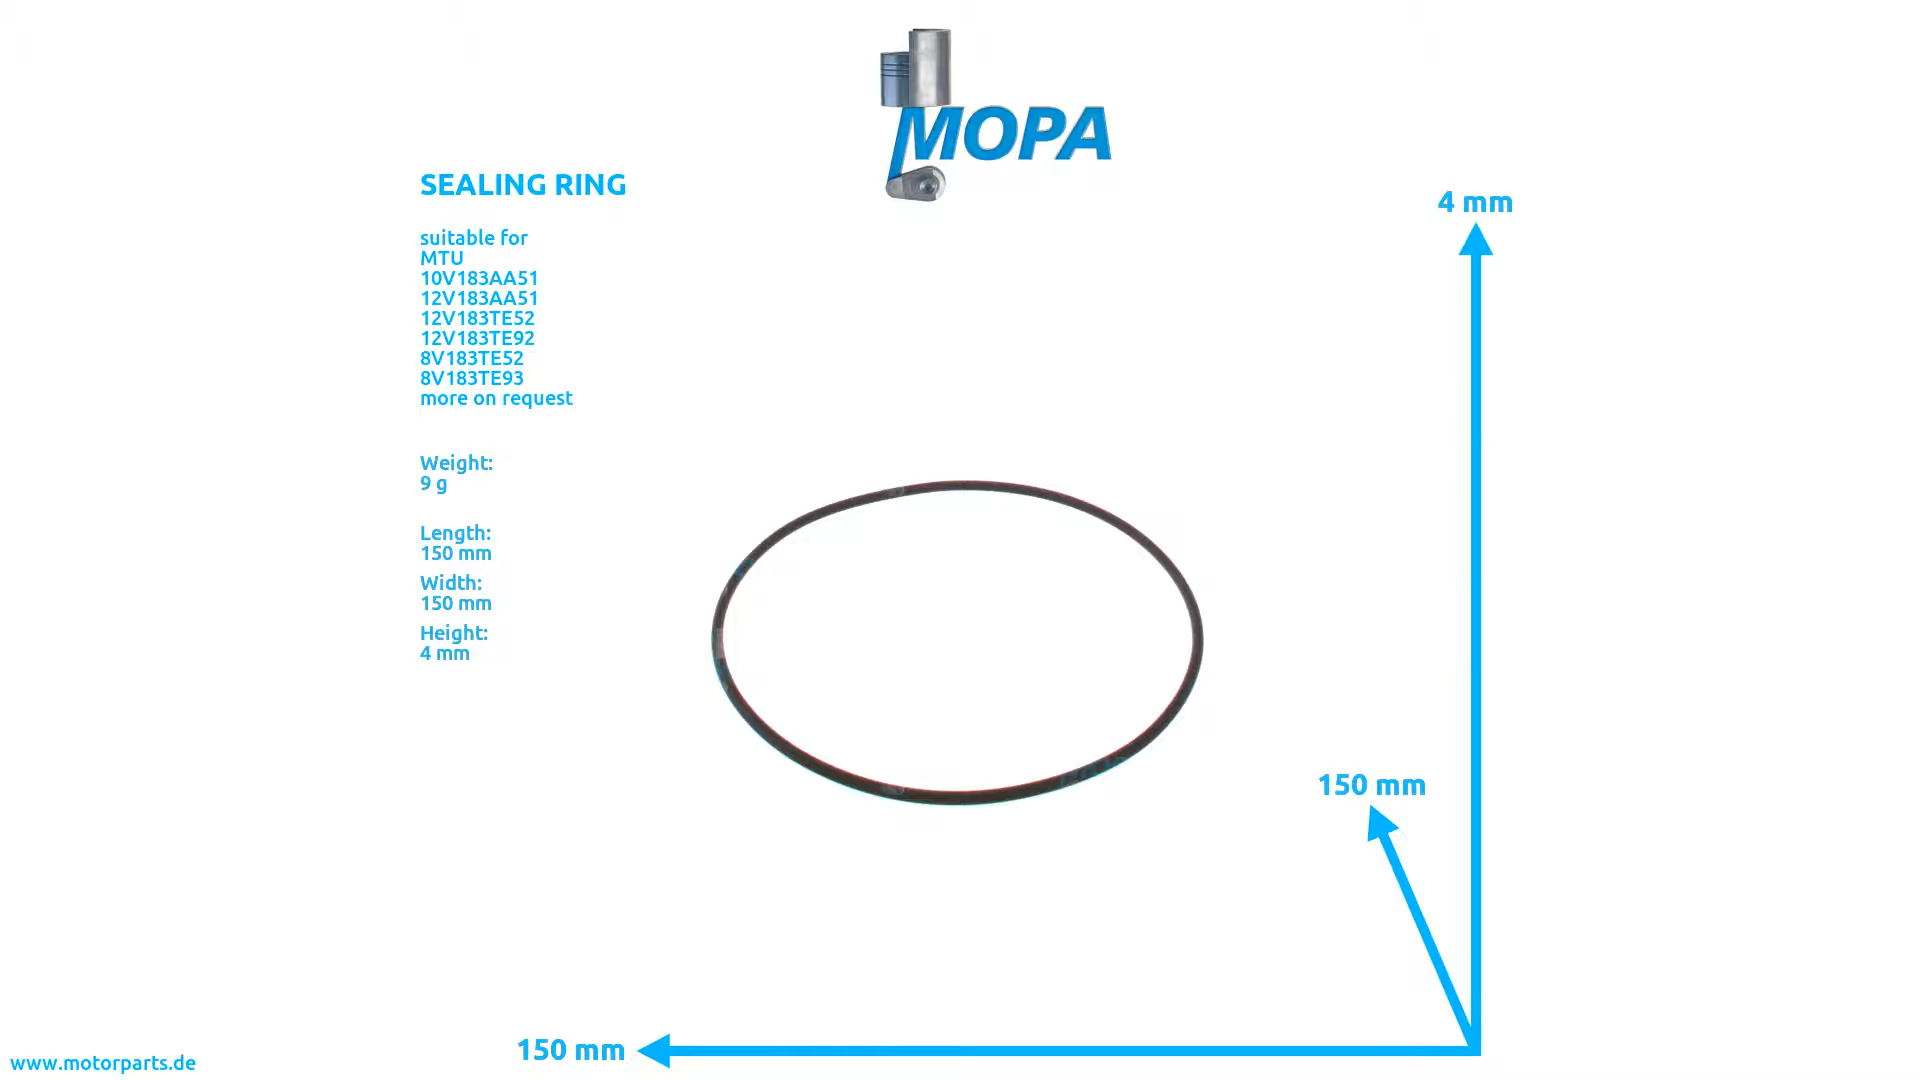 MOPA
SEALING RING
suitable for
MTU
10V183AA51
12V183AA51
12V183TE52
12V183TE92
8V183TE52
8V183TE93
more on request
Weight:
9 g
Length:
150 mm
Width:
150 mm
Height:
4 mm
4 mm
150 mm
150 mm
www.motorparts.de